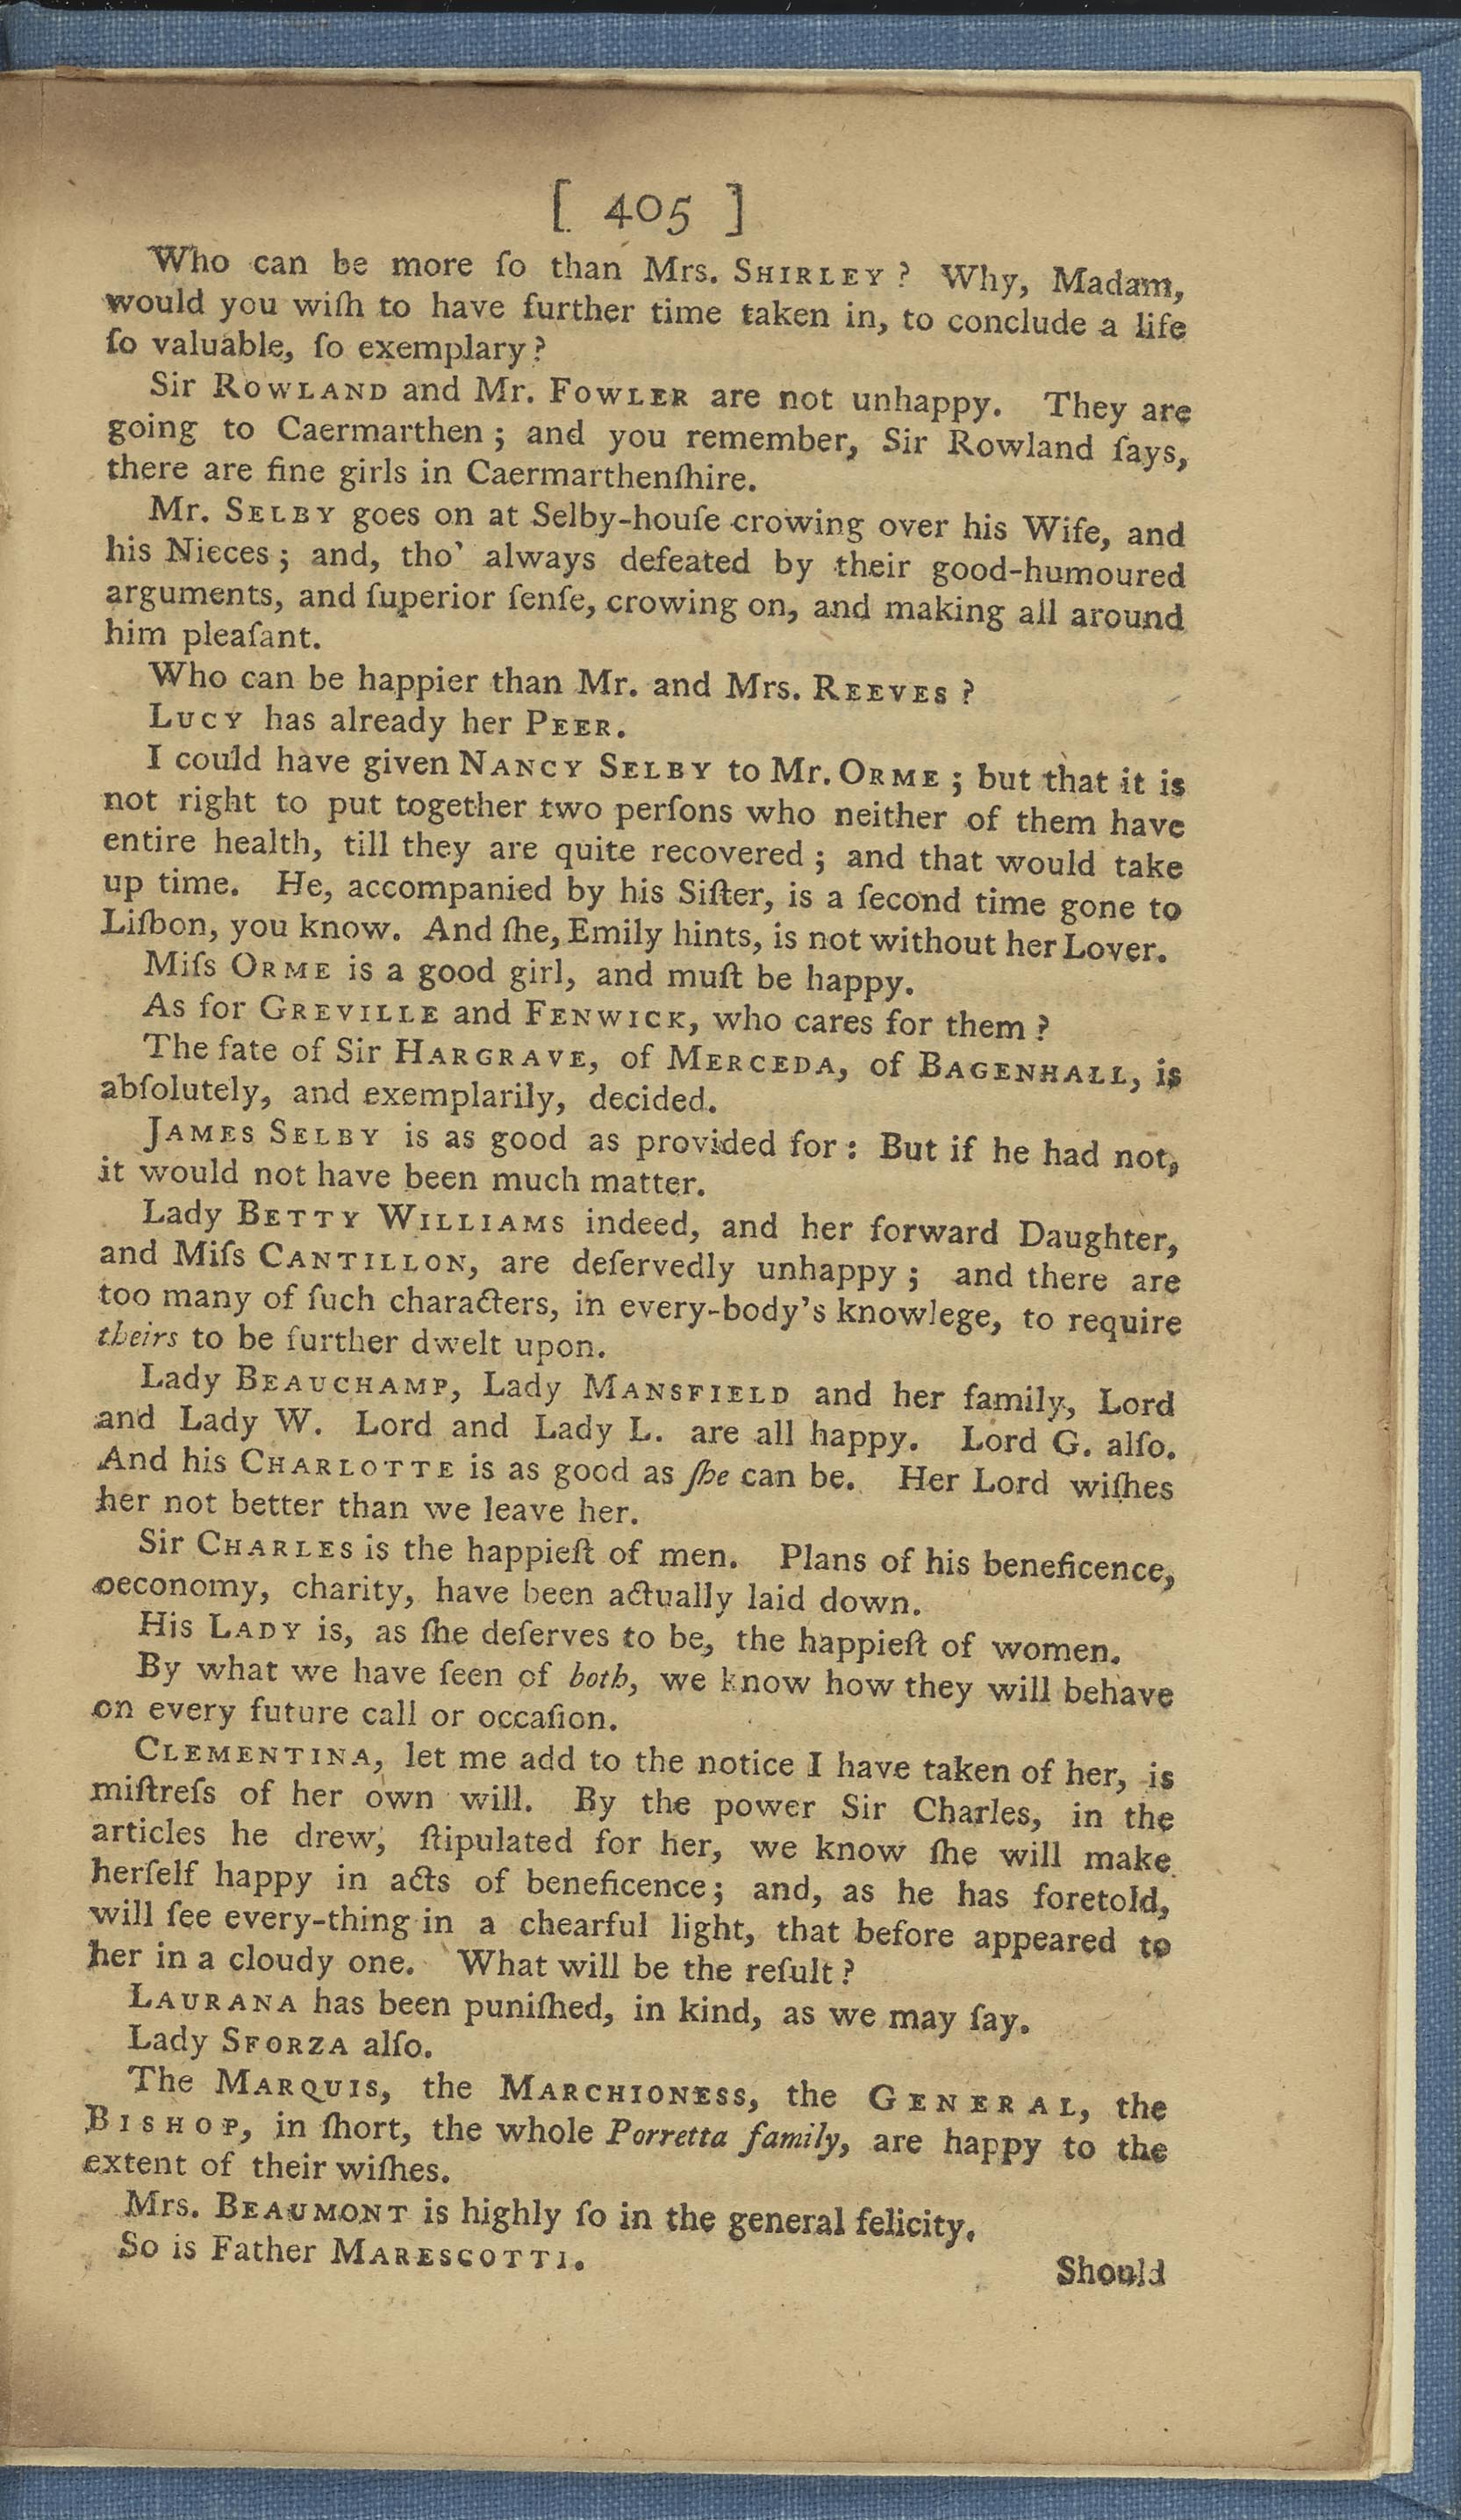 [ 405 ]
Who can be more ſo than Mrs. SHIRLEY ? Why, Madam,
would you wiſh to have further time taken in, to conclude a life
ſo valuable, ſo exemplary ?
Sir ROWLAND and Mr. FOWLER are not unhappy. They are
going to Caermarthen ; and you remember, Sir Rowland ſays,
there are fine girls in Caermarthenſhire.
Mr. SELBY goes on at Selby-houſe crowing over his Wife, and
his Nieces ; and, tho' always defeated by their good-humoured
arguments, and ſuperior ſenſe, crowing on, and making all around
him pleaſant.
Who can be happier than Mr. and Mrs. REEVES ?
LUCY has already her PEER.
I could have given NANCY SELBY to Mr. ORME ; but that it is
not right to put together two perſons who neither of them have
entire health, till they are quite recovered ; and that would take
up time. He, accompanied by his Siſter, is a ſecond time gone to
Liſbon, you know. And ſhe, Emily hints, is not without her Lover.
Miſs ORME is a good girl, and muſt be happy.
As for GREVILLE and FENWICK, who cares for them ?
The fate of Sir HARGRAVE, of MERCEDA, of BAGENHALL, is
abſolutely, and exemplarily, decided.
JAMES SELBY is as good as provided for : But if he had not,
it would not have been much matter.
Lady BETTY WILLIAMS indeed, and her forward Daughter,
and Miſs CANTILLON, are deſervedly unhappy ; and there are
too many of ſuch characters, in every-body's knowlege, to require
theirs to be further dwelt upon.
Lady BEAUCHAMP, Lady MANSFIELD and her family, Lord
and Lady W. Lord and Lady L. are all happy. Lord G. alſo.
And his CHARLOTTE is as good as ſhe can be. Her Lord wiſhes
her not better than we leave her.
Sir CHARLES is the happieſt of men. Plans of his beneficence,
oeconomy, charity, have been actually laid down.
His LADY is, as ſhe deſerves to be, the happieſt of women.
By what we have ſeen of both, we know how they will behave
on every future call or occaſion.
CLEMENTINA, let me add to the notice I have taken of her, is
miſtreſs of her own will. By the power Sir Charles, in the
articles he drew, ſtipulated for her, we know ſhe will make
herſelf happy in acts of beneficence ; and, as he has foretold,
will ſee every-thing in a chearful light, that before appeared to
her in a cloudy one. What will be the reſult ?
LAURANA has been puniſhed, in kind, as we may ſay.
Lady SFORZA alſo.
The MARQUIS, the MARCHIONESS, the GENERAL, the
BISHOP, in ſhort, the whole Porretta family, are happy to the
extent of their wiſhes.
Mrs. BEAUMONT is highly ſo in the general felicity.
So is Father MARESCOTTI.
Should